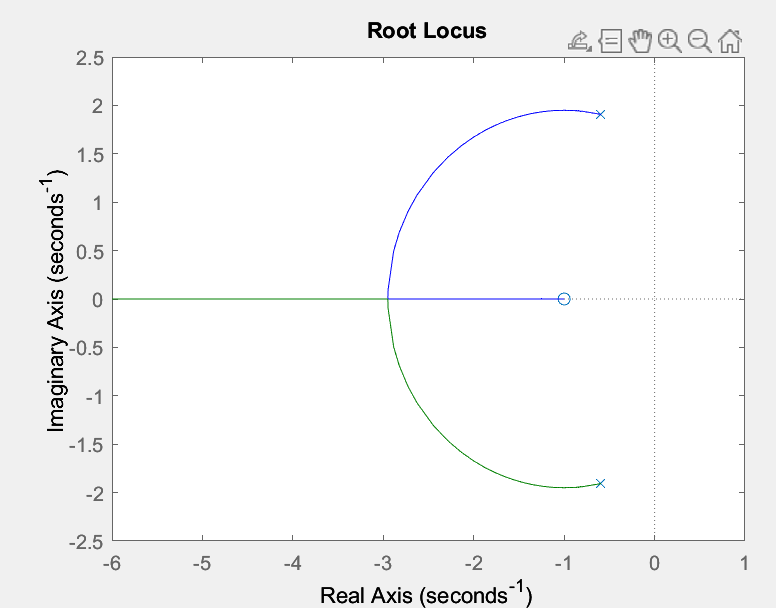 Root Locus
2.5
2
1.5
1
0.5
0
-0.5
-1
-1.5
-2
-2.5
Imaginary Axis (seconds⁻¹)
-6 -5 -4 -3 -2 -1 0 1
Real Axis (seconds⁻¹)